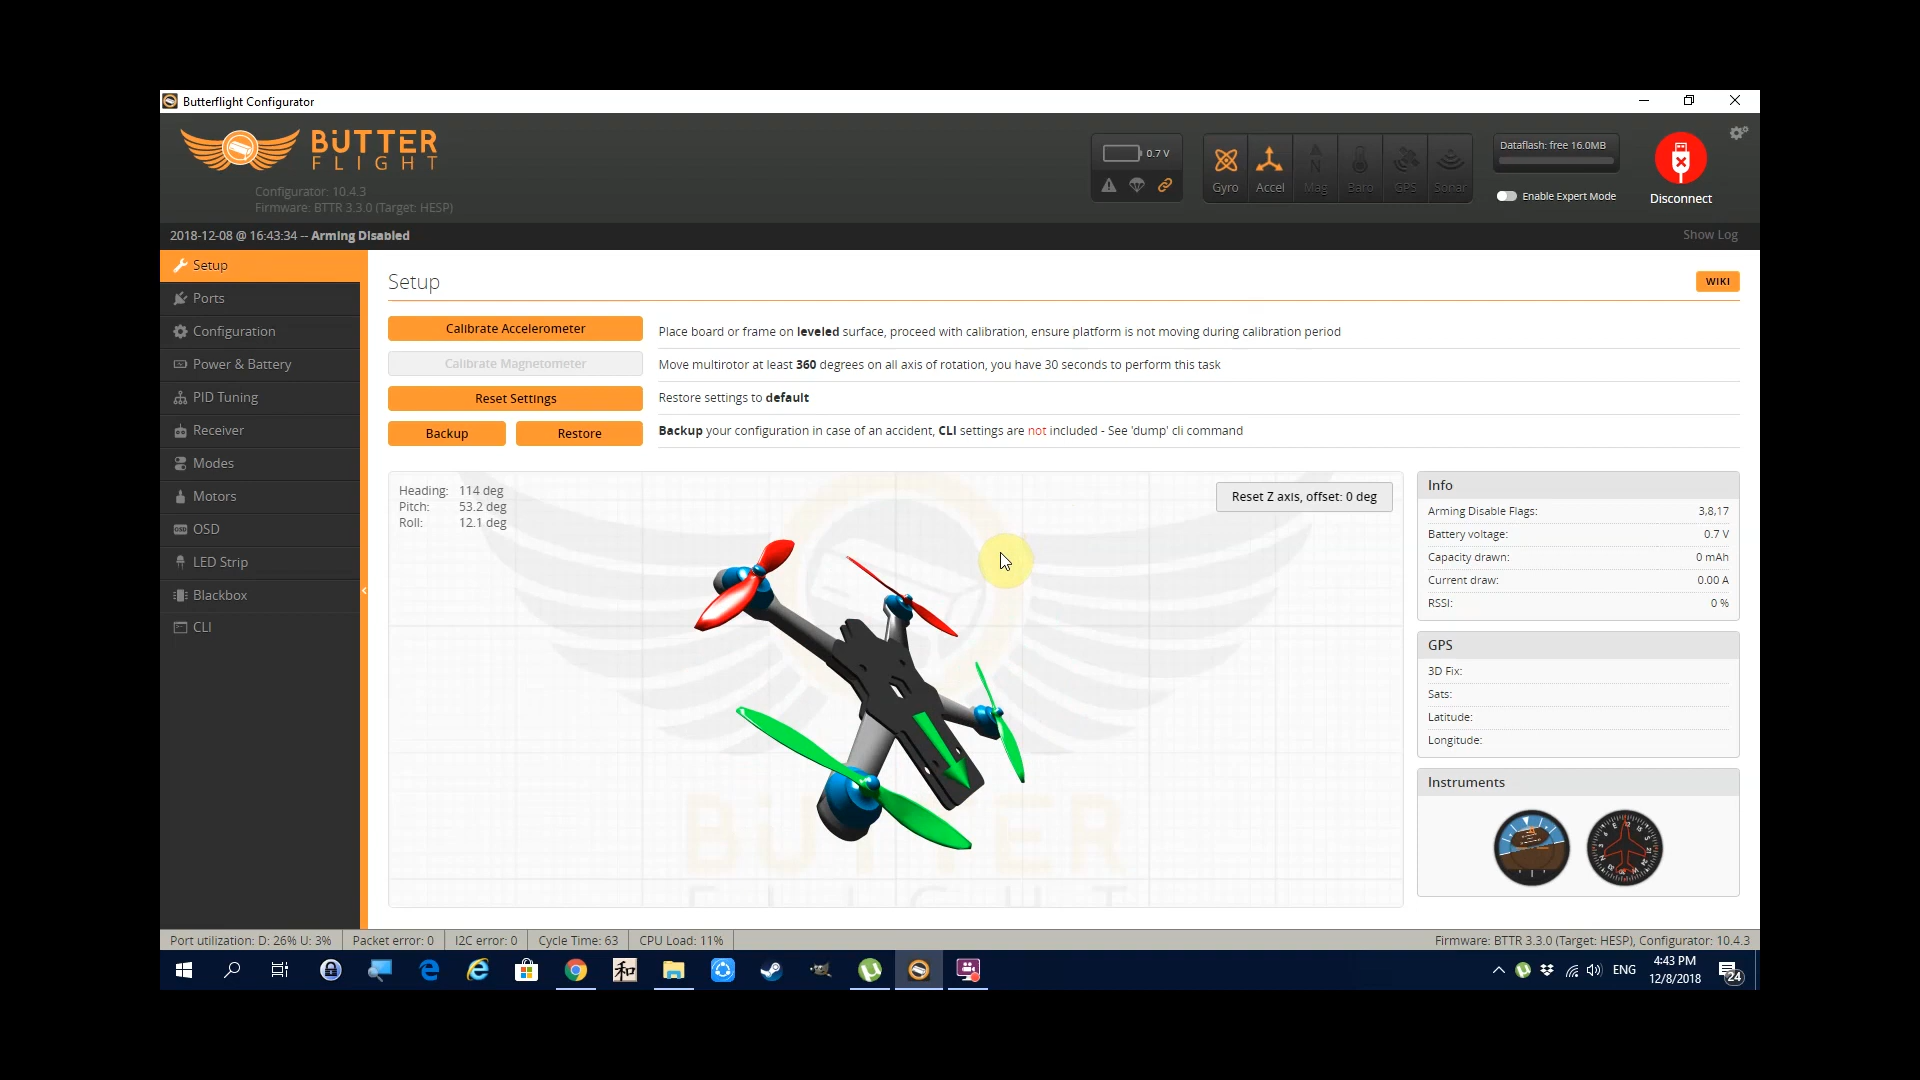 Butterflight Configurator
BUTTER
FLIGHT
Configurator: 10.4.3
Firmware: BTTR 3.3.0 (Target: HESP)
0.7 V
Gyro
Accel
Mag
Baro
GPS
Sonar
Dataflash: free 16.0MB
Enable Expert Mode
Disconnect
2018-12-08 @ 16:43:34 -- Arming Disabled
Show Log
Setup
Ports
Configuration
Power & Battery
PID Tuning
Receiver
Modes
Motors
OSD
LED Strip
Blackbox
CLI
Setup
WIKI
Calibrate Accelerometer
Place board or frame on leveled surface, proceed with calibration, ensure platform is not moving during calibration period
Calibrate Magnetometer
Move multirotor at least 360 degrees on all axis of rotation, you have 30 seconds to perform this task
Reset Settings
Restore settings to default
Backup
Restore
Backup your configuration in case of an accident, CLI settings are not included - See 'dump' cli command
Heading: 114 deg
Pitch: 53.2 deg
Roll: 12.1 deg
Reset Z axis, offset: 0 deg
Info
Arming Disable Flags: 3,8,17
Battery voltage: 0.7 V
Capacity drawn: 0 mAh
Current draw: 0.00 A
RSSI: 0 %
GPS
3D Fix:
Sats:
Latitude:
Longitude:
Instruments
Port utilization: D: 26% U: 3%
Packet error: 0
I2C error: 0
Cycle Time: 63
CPU Load: 11%
Firmware: BTTR 3.3.0 (Target: HESP), Configurator: 10.4.3
和
ENG
4:43 PM
12/8/2018
24